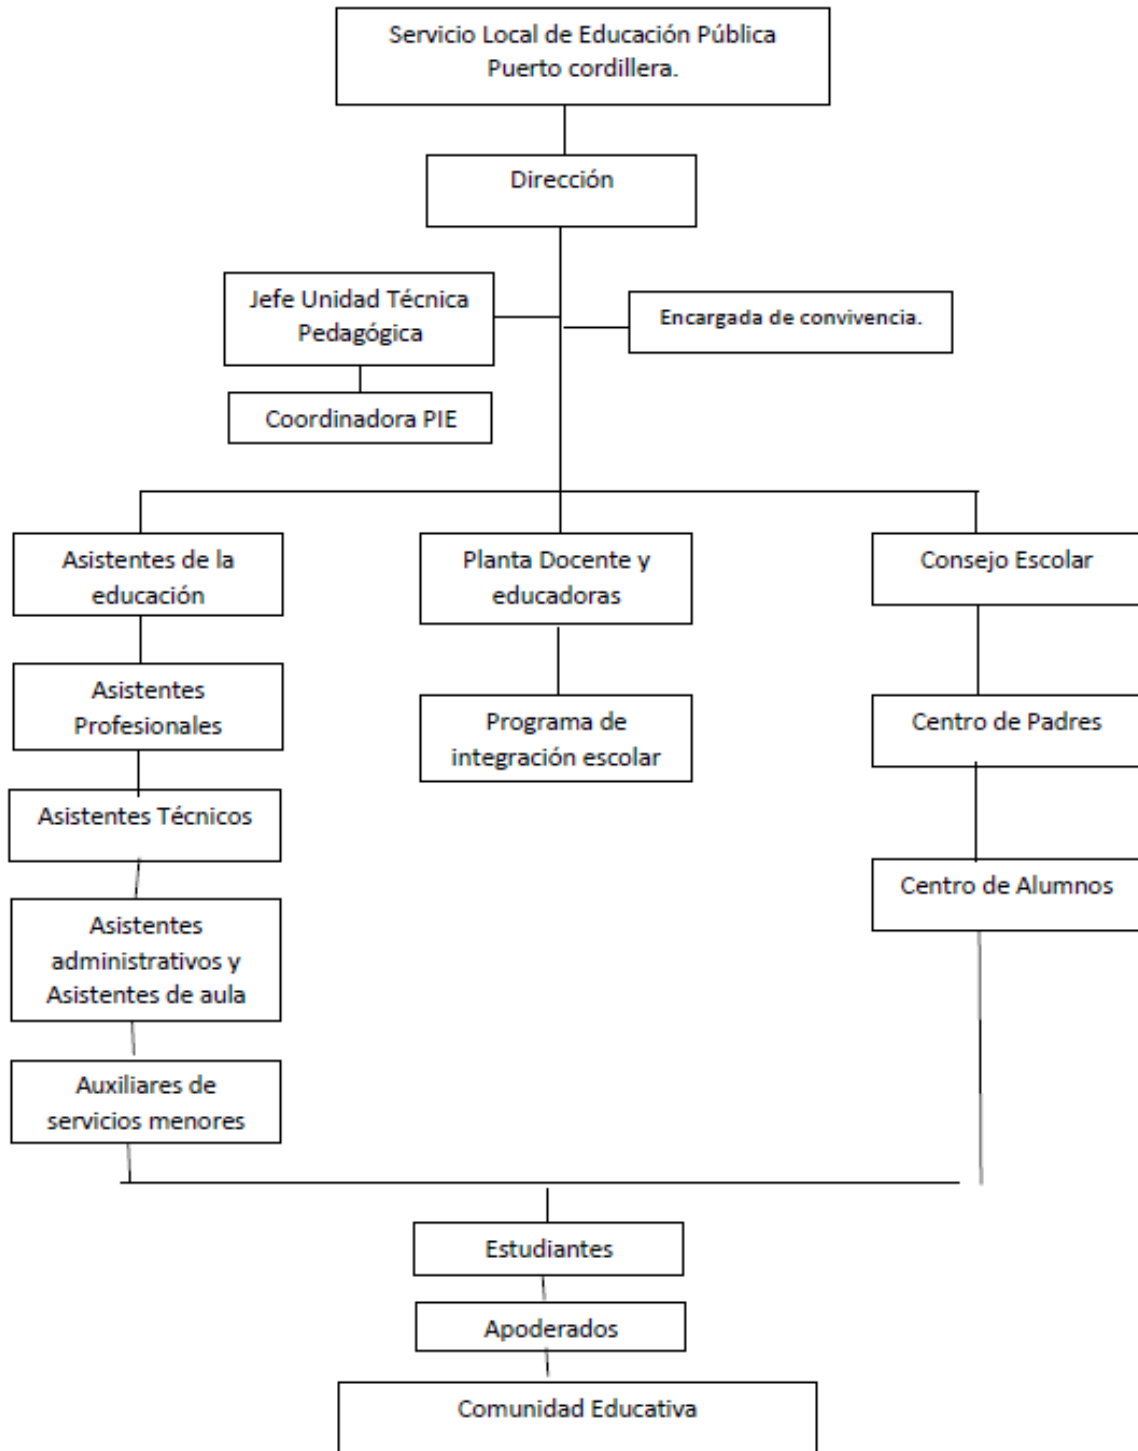 Servicio Local de Educación Pública
Puerto cordillera.
Dirección
Jefe Unidad Técnica
Pedagógica
Encargada de convivencia.
Coordinadora PIE
Asistentes de la
educación
Planta Docente y
educadoras
Consejo Escolar
Asistentes
Profesionales
Programa de
integración escolar
Centro de Padres
Asistentes Técnicos
Centro de Alumnos
Asistentes
administrativos y
Asistentes de aula
Auxiliares de
servicios menores
Estudiantes
Apoderados
Comunidad Educativa